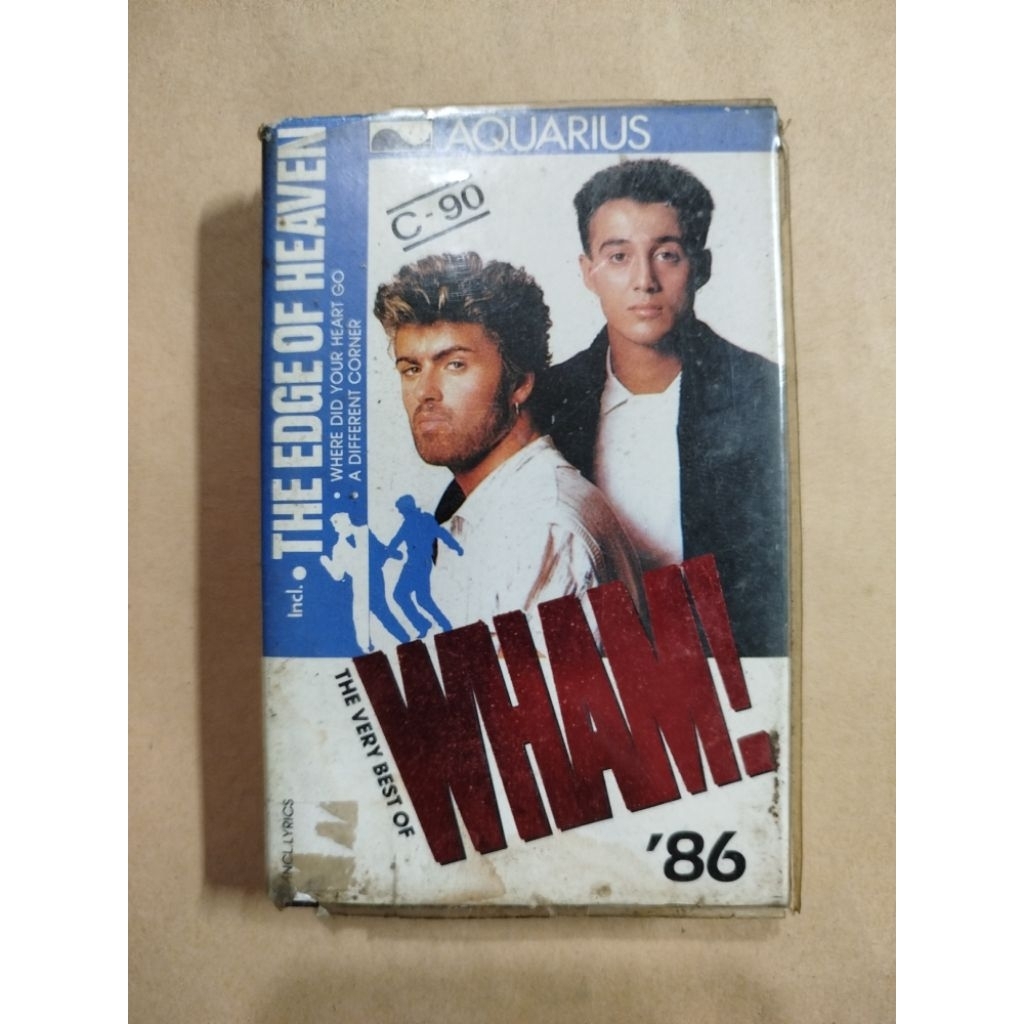 AQUARIUS
C-90
Incl. • THE EDGE OF HEAVEN
• WHERE DID YOUR HEART GO
• A DIFFERENT CORNER
THE VERY BEST OF
WHAM!
'86
INCL. LYRICS